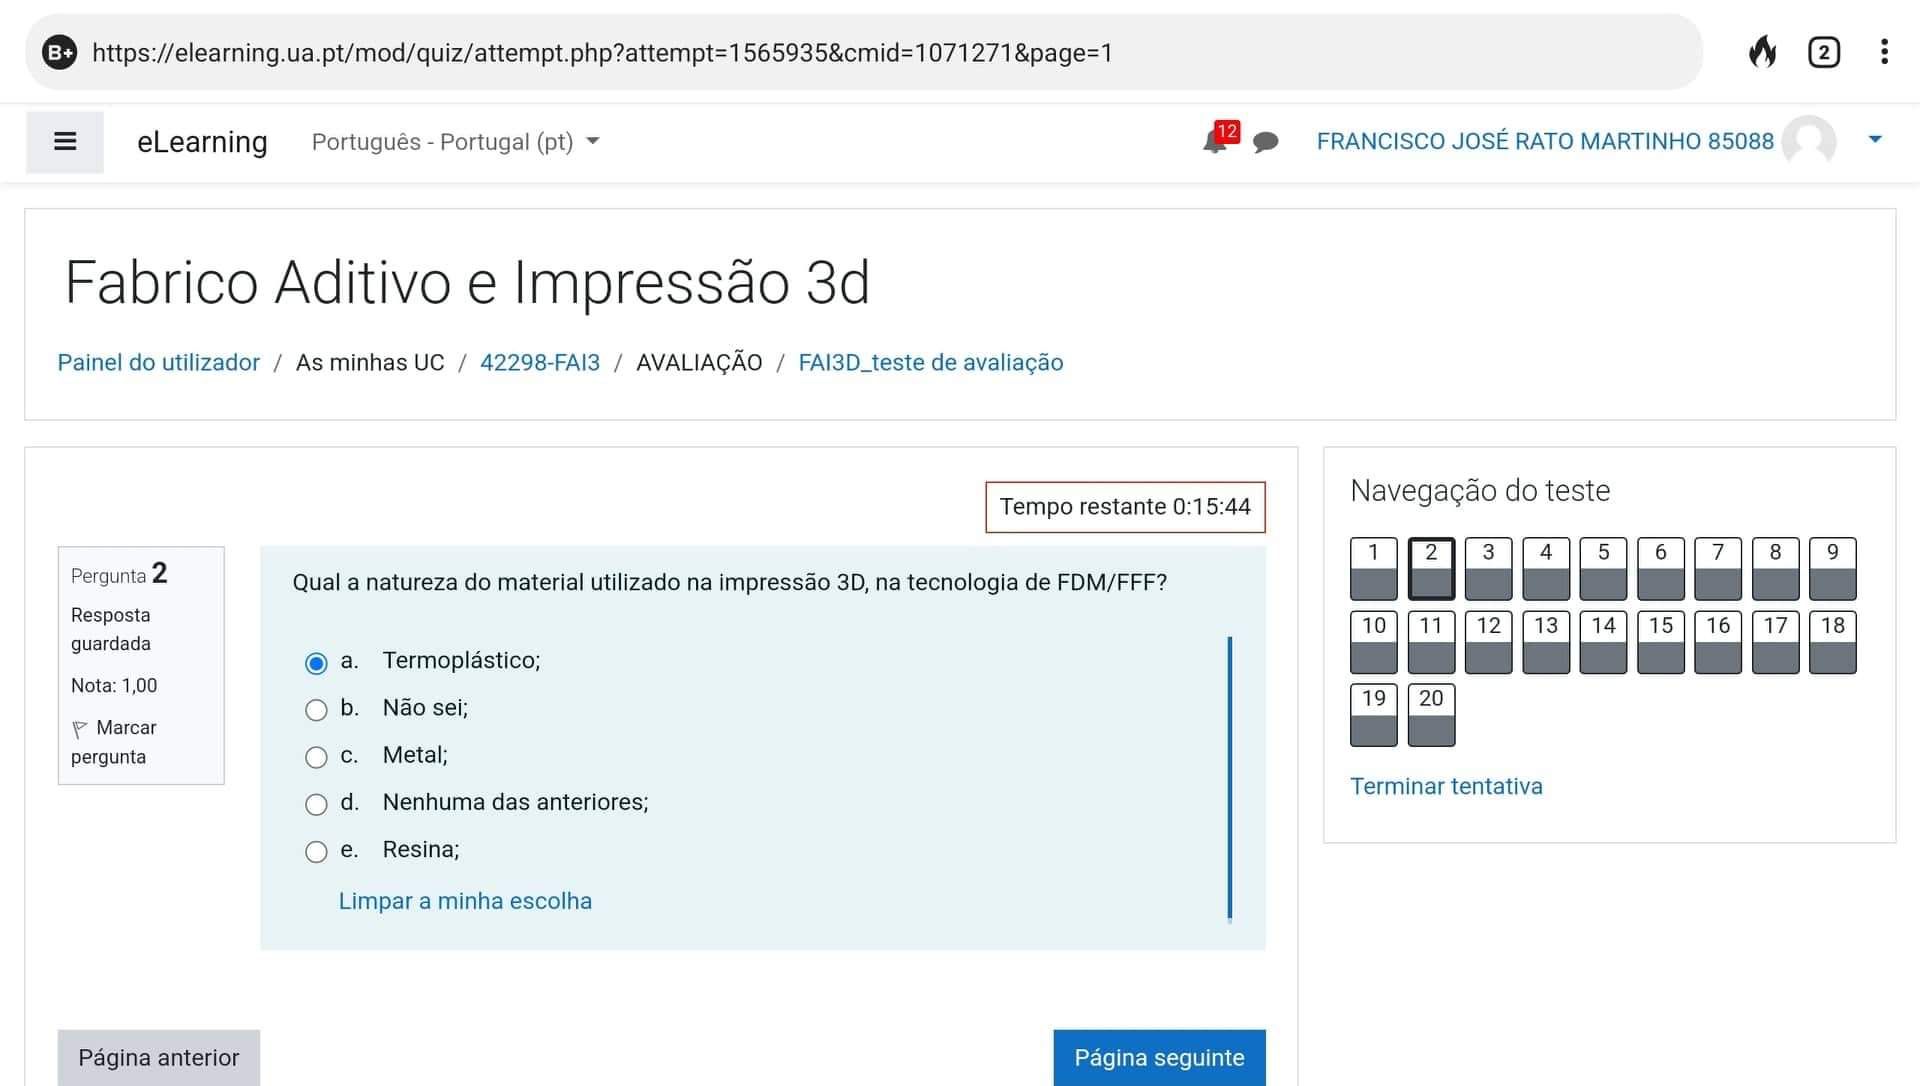 B+ https://elearning.ua.pt/mod/quiz/attempt.php?attempt=1565935&cmid=1071271&page=1 2
eLearning Português - Portugal (pt) 12 FRANCISCO JOSÉ RATO MARTINHO 85088
Fabrico Aditivo e Impressão 3d
Painel do utilizador / As minhas UC / 42298-FAI3 / AVALIAÇÃO / FAI3D_teste de avaliação
Tempo restante 0:15:44
Pergunta 2
Resposta
guardada
Nota: 1,00
Marcar
pergunta
Qual a natureza do material utilizado na impressão 3D, na tecnologia de FDM/FFF?
a. Termoplástico;
b. Não sei;
c. Metal;
d. Nenhuma das anteriores;
e. Resina;
Limpar a minha escolha
Página anterior
Página seguinte
Navegação do teste
1 2 3 4 5 6 7 8 9
10 11 12 13 14 15 16 17 18
19 20
Terminar tentativa